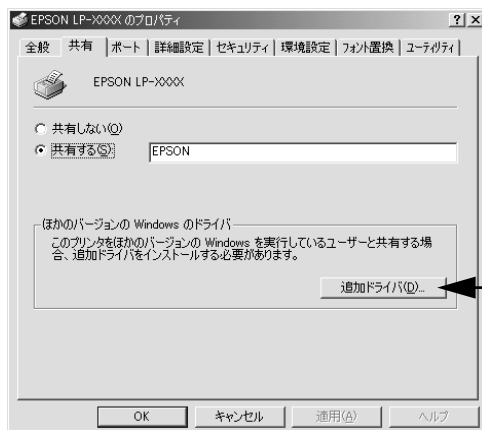 EPSON LP-XXXX のプロパティ
全般 共有 ポート 詳細設定 セキュリティ 環境設定 フォント置換 ユーティリティ
EPSON LP-XXXX
共有しない(O)
共有する(S): EPSON
ほかのバージョンの Windows のドライバ
このプリンタをほかのバージョンの Windows を実行しているユーザーと共有する場
合、追加ドライバをインストールする必要があります。
追加ドライバ(D)...
OK キャンセル 適用(A) ヘルプ